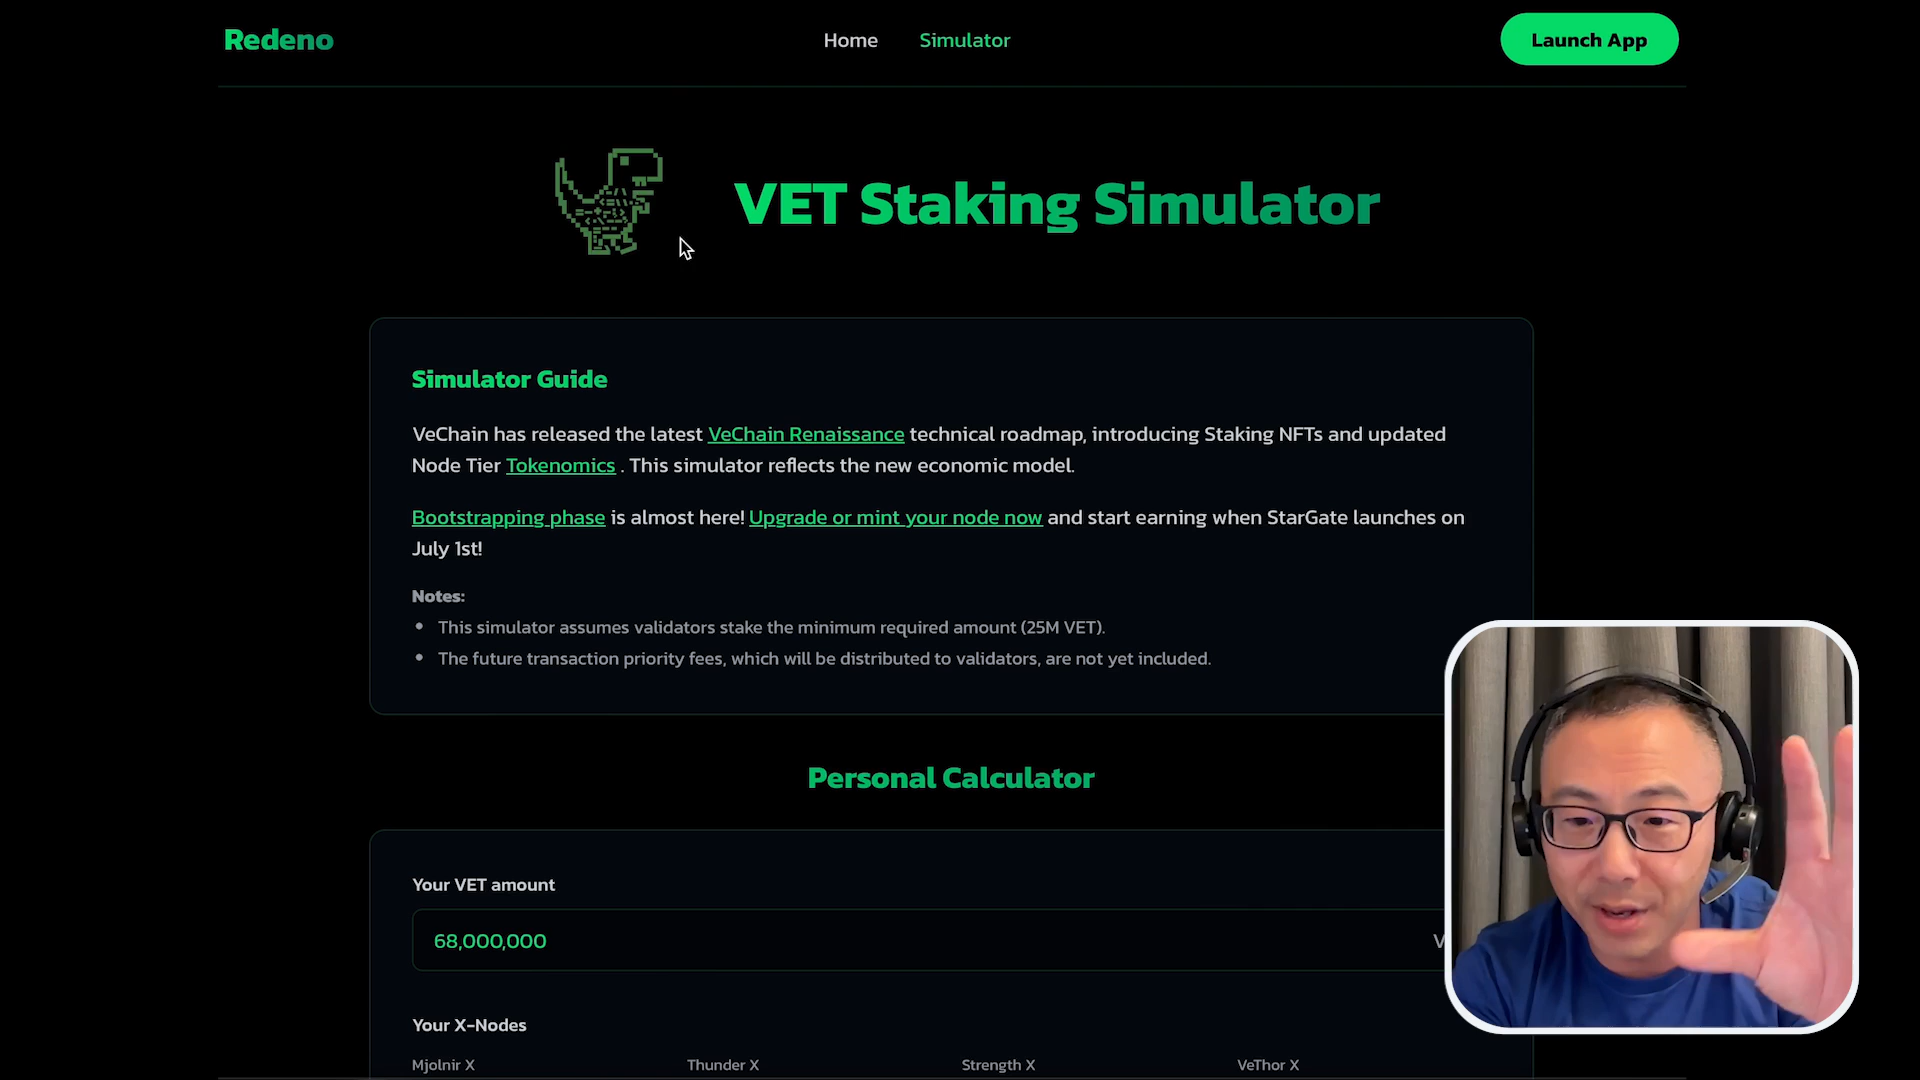 Redeno
Home
Simulator
Launch App
VET Staking Simulator
Simulator Guide
VeChain has released the latest VeChain Renaissance technical roadmap, introducing Staking NFTs and updated
Node Tier Tokenomics . This simulator reflects the new economic model.
Bootstrapping phase is almost here! Upgrade or mint your node now and start earning when StarGate launches on
July 1st!
Notes:
• This simulator assumes validators stake the minimum required amount (25M VET).
• The future transaction priority fees, which will be distributed to validators, are not yet included.
Personal Calculator
Your VET amount
68,000,000
Your X-Nodes
Mjolnir X
Thunder X
Strength X
VeThor X